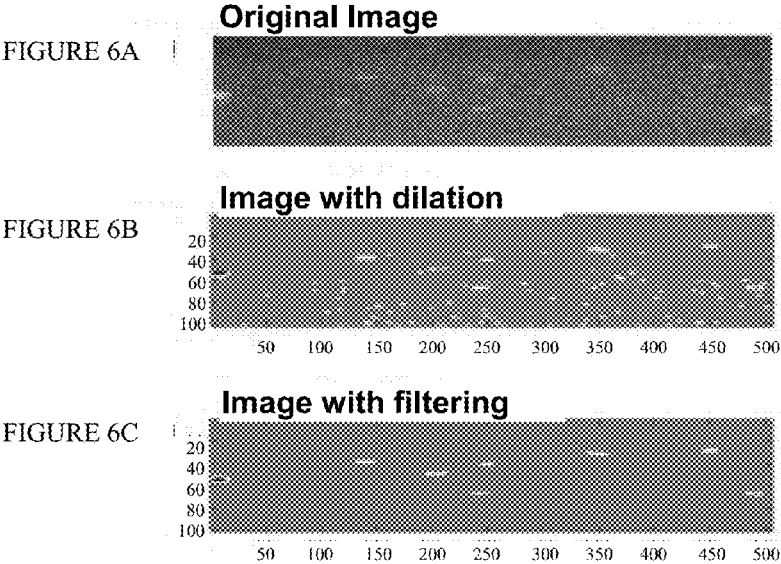 Original Image
FIGURE 6A
Image with dilation
FIGURE 6B
20
40
60
80
100
50 100 150 200 250 300 350 400 450 500
Image with filtering
FIGURE 6C
20
40
60
80
100
50 100 150 200 250 300 350 400 450 500